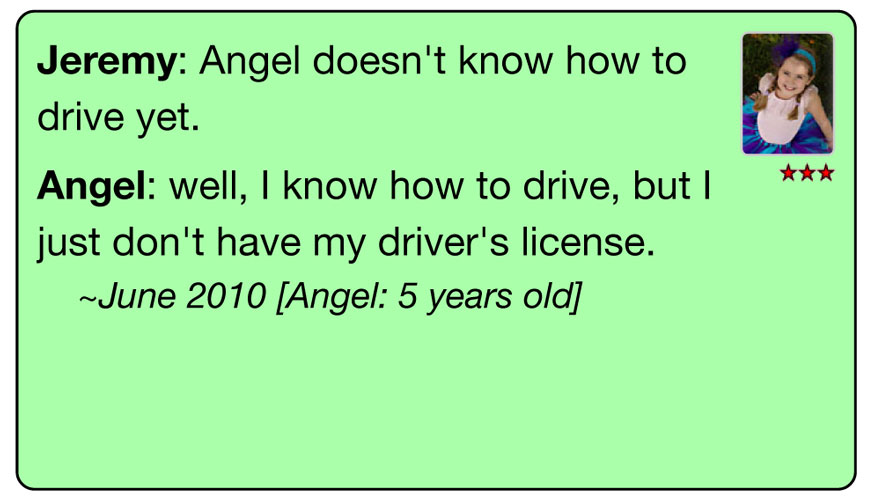 Jeremy: Angel doesn't know how to
drive yet.
Angel: well, I know how to drive, but I
just don't have my driver's license.
~June 2010 [Angel: 5 years old]